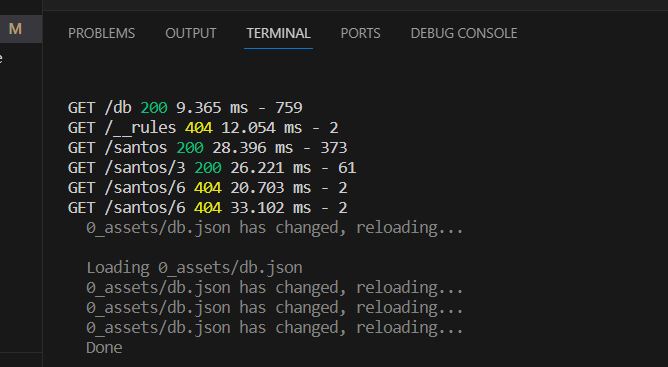 M
e
PROBLEMS OUTPUT TERMINAL PORTS DEBUG CONSOLE
GET /db 200 9.365 ms - 759
GET /__rules 404 12.054 ms - 2
GET /santos 200 28.396 ms - 373
GET /santos/3 200 26.221 ms - 61
GET /santos/6 404 20.703 ms - 2
GET /santos/6 404 33.102 ms - 2
0_assets/db.json has changed, reloading...
Loading 0_assets/db.json
0_assets/db.json has changed, reloading...
0_assets/db.json has changed, reloading...
0_assets/db.json has changed, reloading...
Done